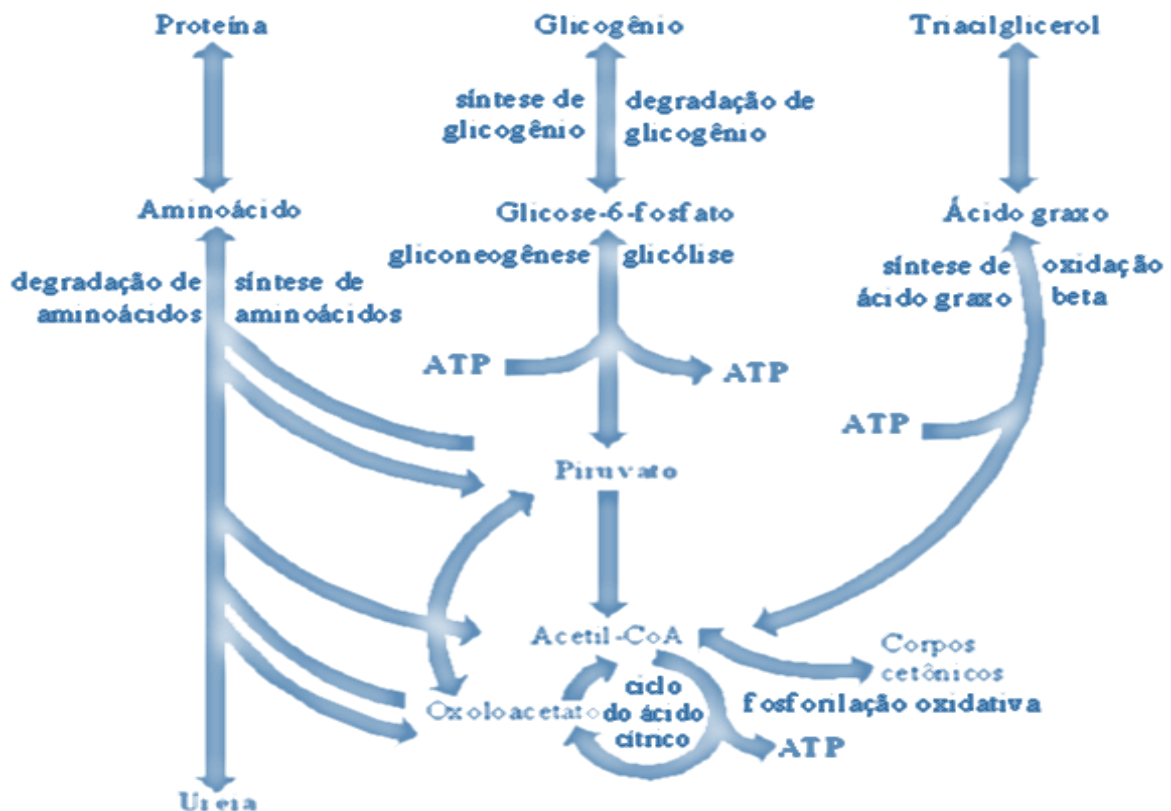 Proteína
Glicogênio
Triacilglicerol
síntese de
glicogênio
degradação de
glicogênio
Aminoácido
Glicose-6-fosfato
Ácido graxo
degradação de
aminoácidos
síntese de
aminoácidos
gliconeogênese
glicólise
síntese de
ácido graxo
oxidação
beta
ATP
ATP
ATP
Piruvato
Acetil-CoA
Corpos
cetônicos
Oxoloacetato
ciclo
do ácido
cítrico
fosforilação oxidativa
ATP
Ureia